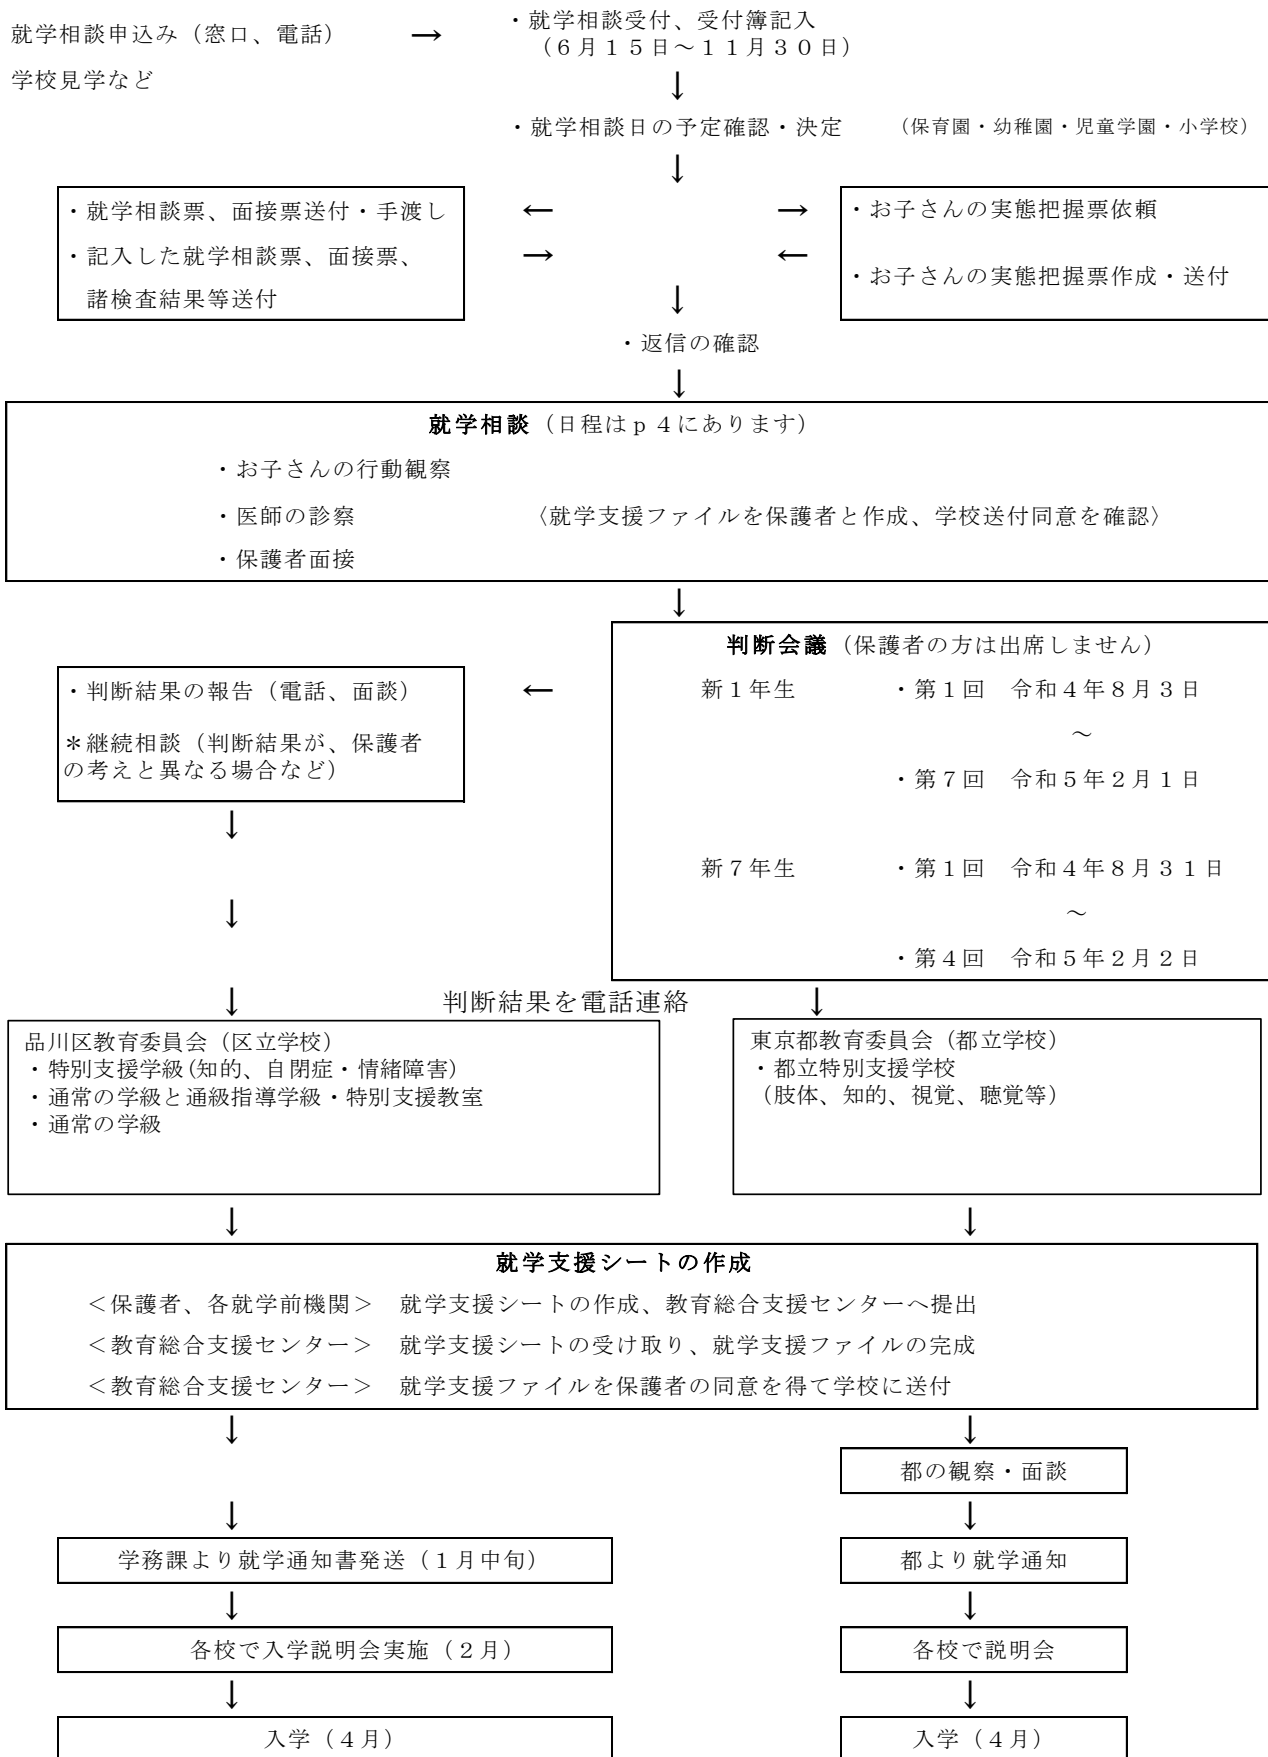 就学相談申込み（窓口、電話） → ・就学相談受付、受付簿記入
（６月１５日～１１月３０日）
学校見学など
↓
・就学相談日の予定確認・決定 （保育園・幼稚園・児童学園・小学校）
↓
・就学相談票、面接票送付・手渡し ← → ・お子さんの実態把握票依頼
・記入した就学相談票、面接票、 → ← ・お子さんの実態把握票作成・送付
諸検査結果等送付
↓
・返信の確認
↓
就学相談（日程はｐ４にあります）
・お子さんの行動観察
・医師の診察 〈就学支援ファイルを保護者と作成、学校送付同意を確認〉
・保護者面接
↓
判断会議（保護者の方は出席しません）
・判断結果の報告（電話、面談） ← 新１年生 ・第１回 令和４年８月３日
＊継続相談（判断結果が、保護者 ～
の考えと異なる場合など） ・第７回 令和５年２月１日
↓
新７年生 ・第１回 令和４年８月３１日
↓ ～
・第４回 令和５年２月２日
↓ 判断結果を電話連絡 ↓
品川区教育委員会（区立学校）
・特別支援学級(知的、自閉症・情緒障害）
・通常の学級と通級指導学級・特別支援教室
・通常の学級
東京都教育委員会（都立学校）
・都立特別支援学校
（肢体、知的、視覚、聴覚等）
↓ ↓
就学支援シートの作成
＜保護者、各就学前機関＞ 就学支援シートの作成、教育総合支援センターへ提出
＜教育総合支援センター＞ 就学支援シートの受け取り、就学支援ファイルの完成
＜教育総合支援センター＞ 就学支援ファイルを保護者の同意を得て学校に送付
↓ ↓
都の観察・面談
↓ ↓
学務課より就学通知書発送（１月中旬） 都より就学通知
↓ ↓
各校で入学説明会実施（２月） 各校で説明会
↓ ↓
入学（４月） 入学（４月）